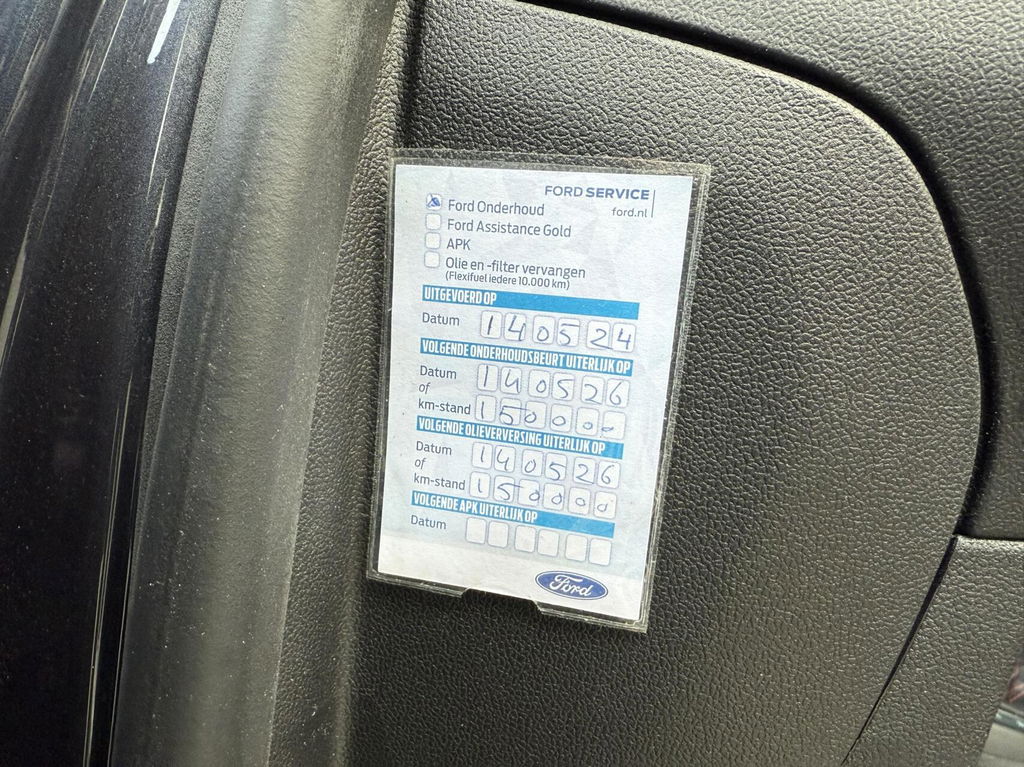 FORD SERVICE
ford.nl
Ford Onderhoud
Ford Assistance Gold
APK
Olie en -filter vervangen
(Flexifuel iedere 10.000 km)
UITGEVOERD OP
Datum 140524
VOLGENDE ONDERHOUDSBEURT UITERLIJK OP
Datum 140526
of
km-stand 150000
VOLGENDE OLIEVERVERSING UITERLIJK OP
Datum 140526
of
km-stand 150000
VOLGENDE APK UITERLIJK OP
Datum
Ford